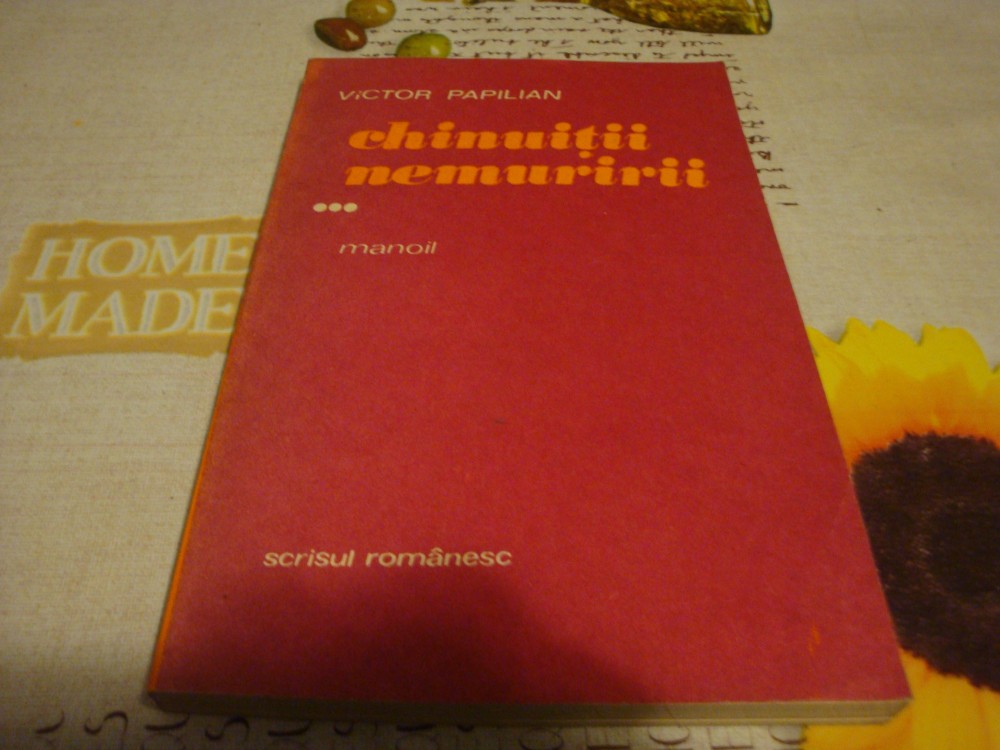 ViCTOR PAPILIAN
chinuiții
nemuririi
•••
manoil
scrisul românesc
HOME
MADE